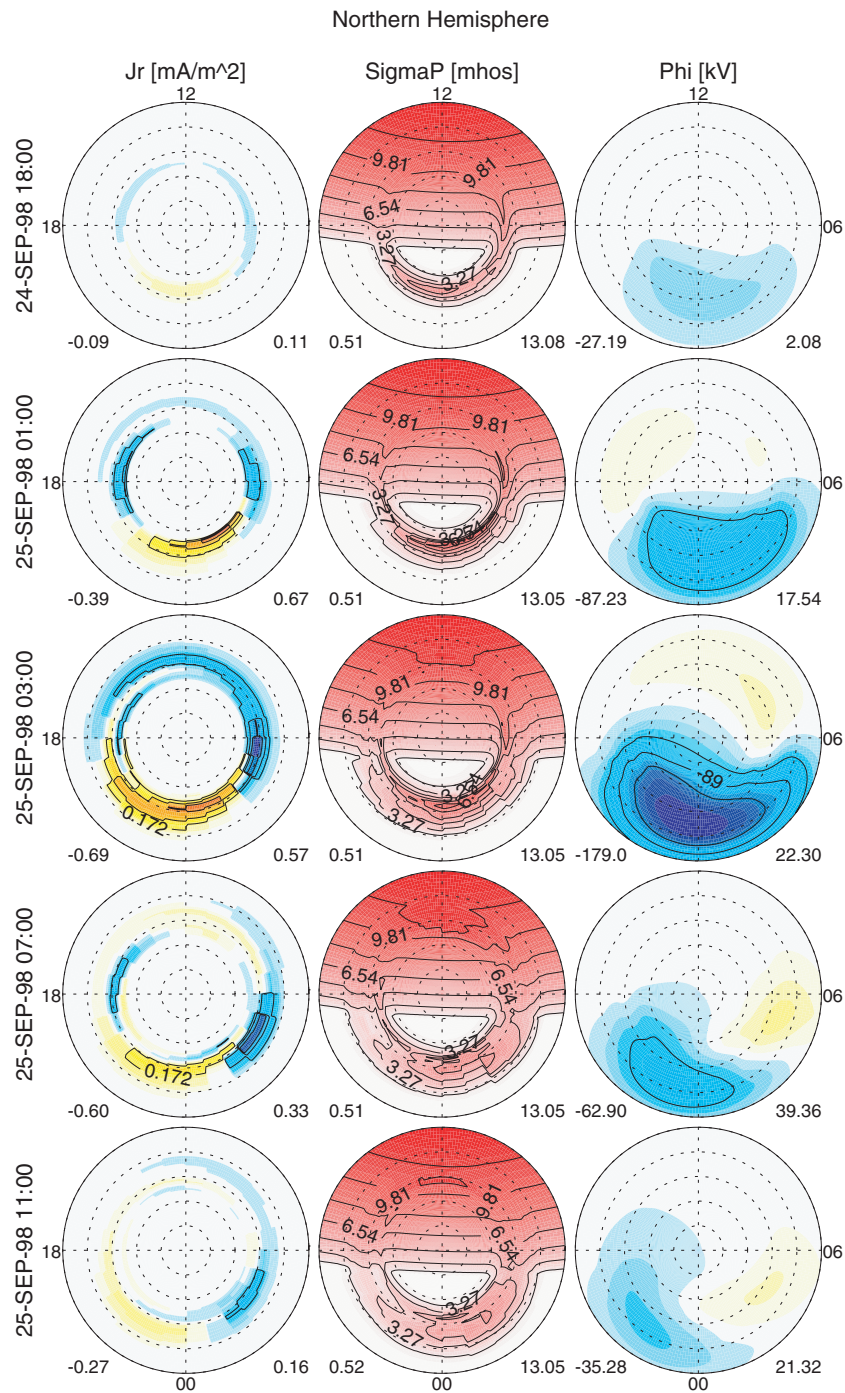 Northern Hemisphere
Jr [mA/m^2] SigmaP [mhos] Phi [kV]
12 12 12
24-SEP-98 18:00
9.81 9.81
6.54
18 06
3.27
3.27
-0.09 0.11 0.51 13.08 -27.19 2.08
25-SEP-98 01:00
9.81 9.81
6.54
18 06
3.27
-0.39 0.67 0.51 13.05 -87.23 17.54
25-SEP-98 03:00
9.81 9.81
6.54
18 06
-89
3.27
0.172
-0.69 0.57 0.51 13.05 -179.0 22.30
25-SEP-98 07:00
9.81
6.54 6.54
18 06
3.27
0.172 3.27
-0.60 0.33 0.51 13.05 -62.90 39.36
25-SEP-98 11:00
9.81 9.81
6.54 6.54
18 06
3.27
3.27
-0.27 0.16 0.52 13.05 -35.28 21.32
00 00 00